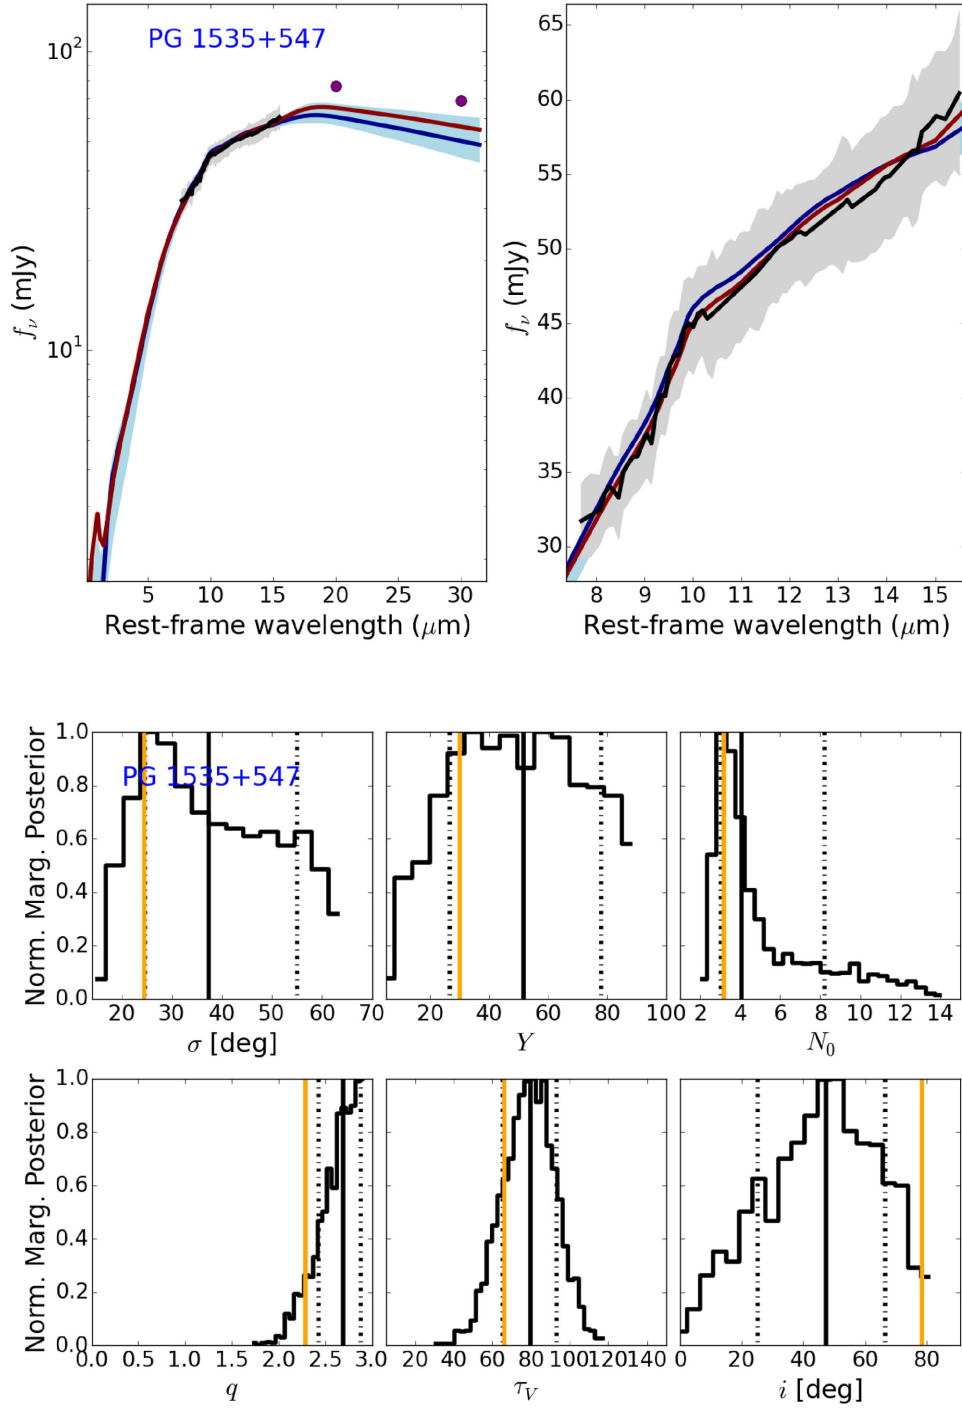 PG 1535+547
10²
10¹
f_ν (mJy)
5 10 15 20 25 30
Rest-frame wavelength (μm)
65
60
55
50
45
40
35
30
f_ν (mJy)
8 9 10 11 12 13 14 15
Rest-frame wavelength (μm)
Norm. Marg. Posterior
1.0
0.8
0.6
0.4
0.2
0.0
PG 1535+547
20 30 40 50 60 70
σ [deg]
0 20 40 60 80 100
Y
2 4 6 8 10 12 14
N₀
Norm. Marg. Posterior
1.0
0.8
0.6
0.4
0.2
0.0
0.0 0.5 1.0 1.5 2.0 2.5 3.0
q
20 40 60 80 100 120 140
τ_V
0 20 40 60 80
i [deg]